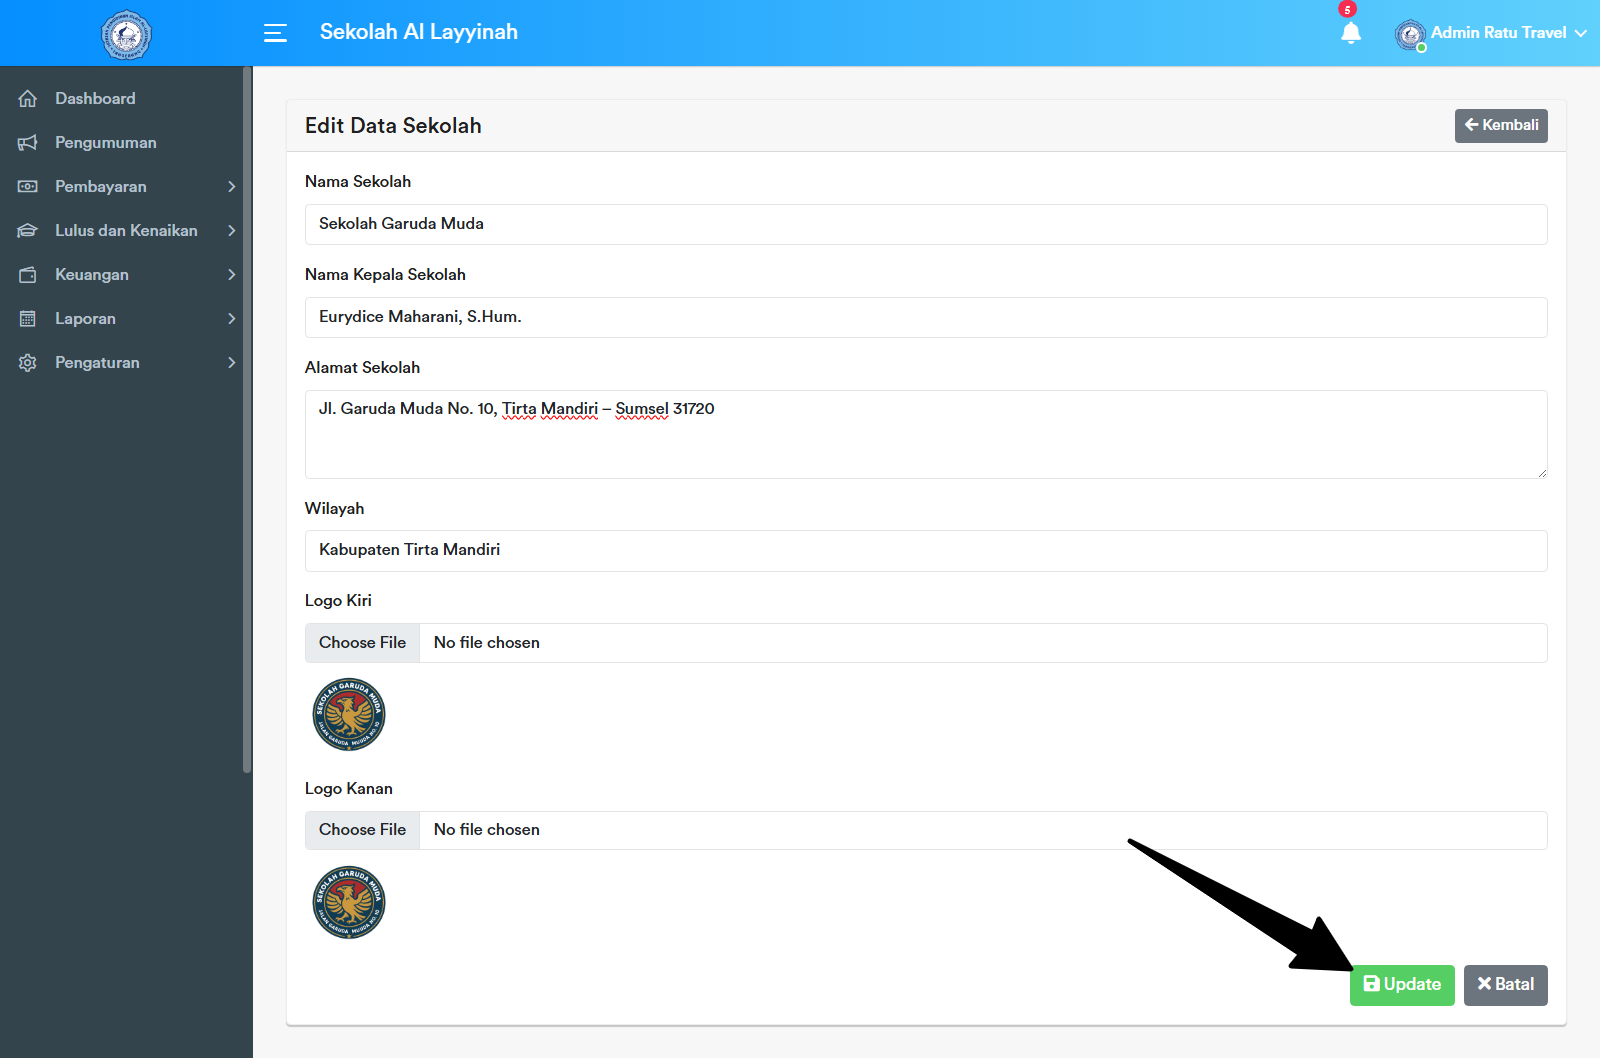 Sekolah Al Layyinah
5
Admin Ratu Travel
Dashboard
Pengumuman
Pembayaran
Lulus dan Kenaikan
Keuangan
Laporan
Pengaturan
Edit Data Sekolah
Kembali
Nama Sekolah
Sekolah Garuda Muda
Nama Kepala Sekolah
Eurydice Maharani, S.Hum.
Alamat Sekolah
Jl. Garuda Muda No. 10, Tirta Mandiri – Sumsel 31720
Wilayah
Kabupaten Tirta Mandiri
Logo Kiri
Choose File No file chosen
SEKOLAH GARUDA MUDA
JALAN GARUDA MUDA NO. 10
Logo Kanan
Choose File No file chosen
SEKOLAH GARUDA MUDA
JALAN GARUDA MUDA NO. 10
Update
Batal